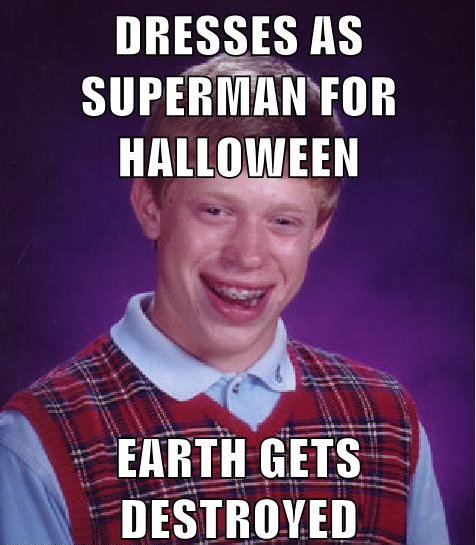 DRESSES AS
SUPERMAN FOR
HALLOWEEN
EARTH GETS
DESTROYED